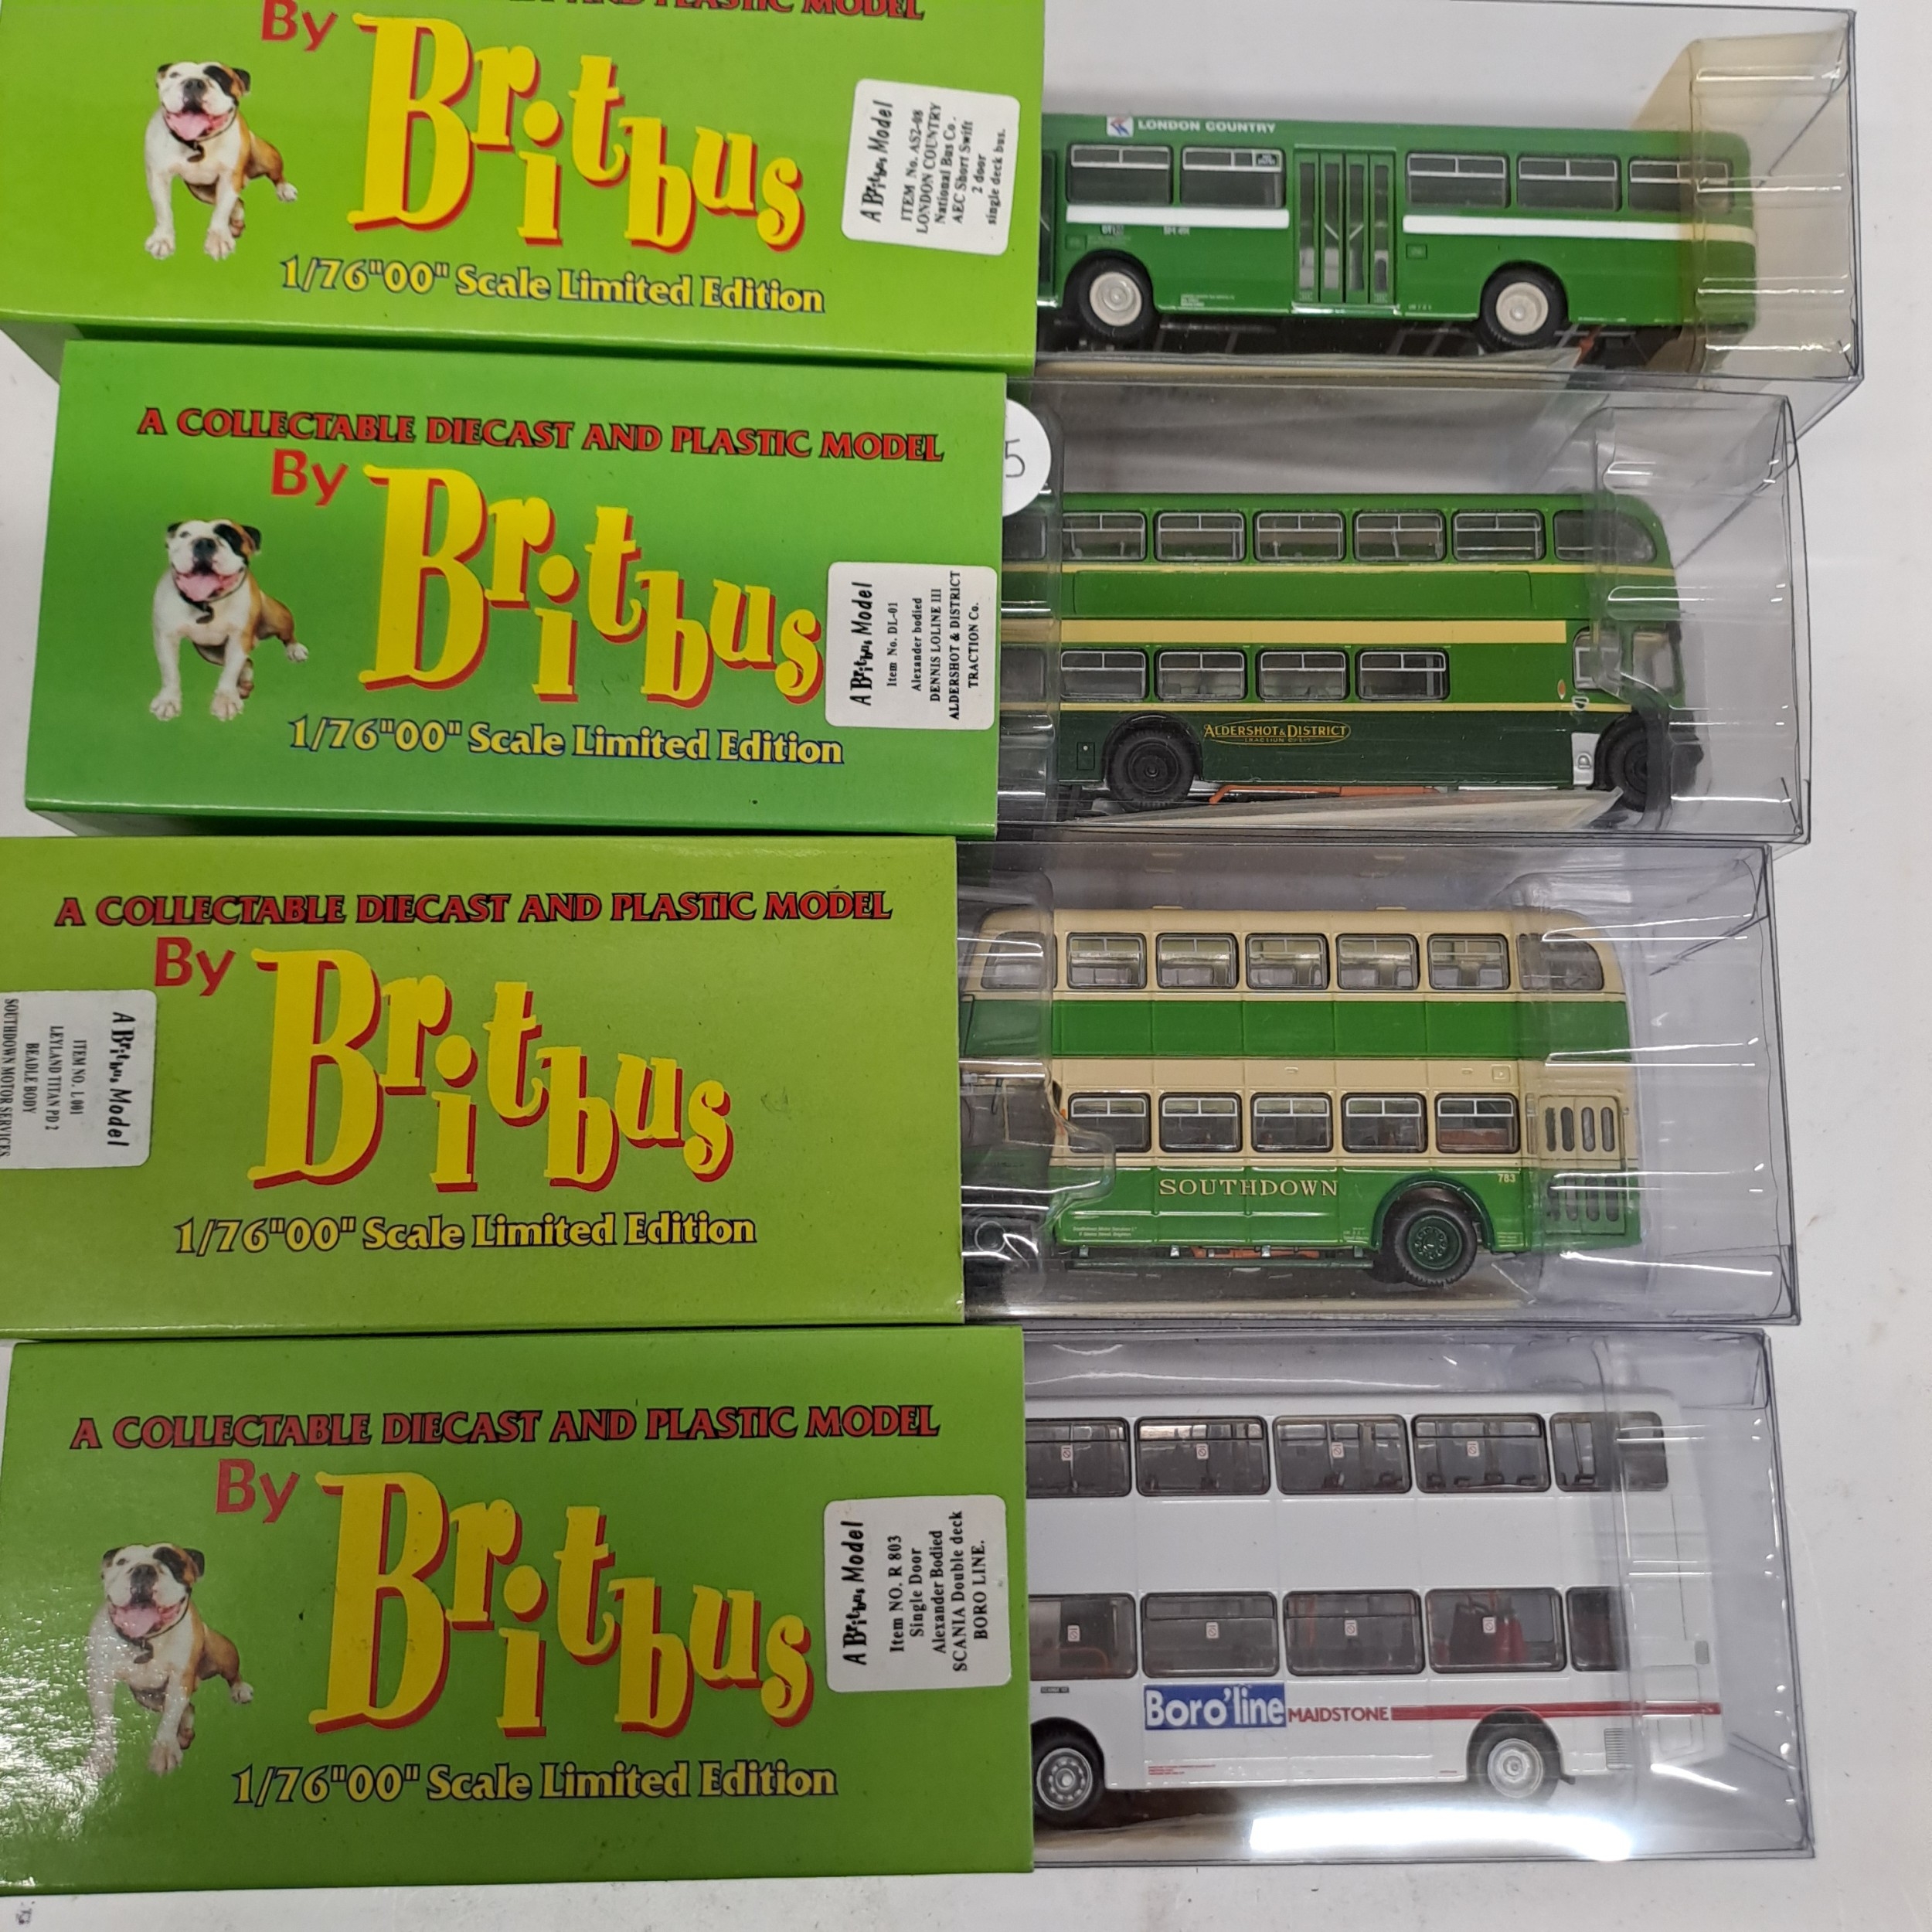 AND PLASTIC MODEL
By Britbus
1/76"00" Scale Limited Edition
A Britbus Model
ITEM No. AS2-08
LONDON COUNTRY
National Bus Co.
AEC Short Swift
2 door
single deck bus.
LONDON COUNTRY
A COLLECTABLE DIECAST AND PLASTIC MODEL
By Britbus
1/76"00" Scale Limited Edition
A Britbus Model
Item No. DL-01
Alexander bodied
DENNIS LOLINE III
ALDERSHOT & DISTRICT
TRACTION Co.
5
ALDERSHOT & DISTRICT
TRACTION
A COLLECTABLE DIECAST AND PLASTIC MODEL
By Britbus
1/76"00" Scale Limited Edition
A Britbus Model
ITEM NO. L001
LEYLAND TITAN PD2
BEADLE BODY
SOUTHDOWN MOTOR SERVICES
SOUTHDOWN
783
A COLLECTABLE DIECAST AND PLASTIC MODEL
By Britbus
1/76"00" Scale Limited Edition
A Britbus Model
Item NO. R 803
Single Door
Alexander Bodied
SCANIA Double deck
BORO LINE.
Boro'line MAIDSTONE